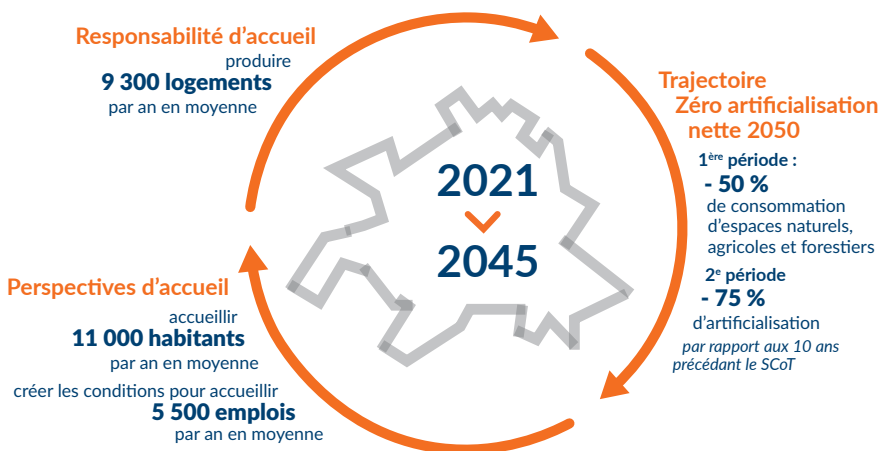 Responsabilité d'accueil
produire
9 300 logements
par an en moyenne
Trajectoire
Zéro artificialisation
nette 2050
1ère période :
- 50 %
de consommation
d'espaces naturels,
agricoles et forestiers
2e période
- 75 %
d'artificialisation
par rapport aux 10 ans
précédant le SCoT
2021
2045
Perspectives d'accueil
accueillir
11 000 habitants
par an en moyenne
créer les conditions pour accueillir
5 500 emplois
par an en moyenne